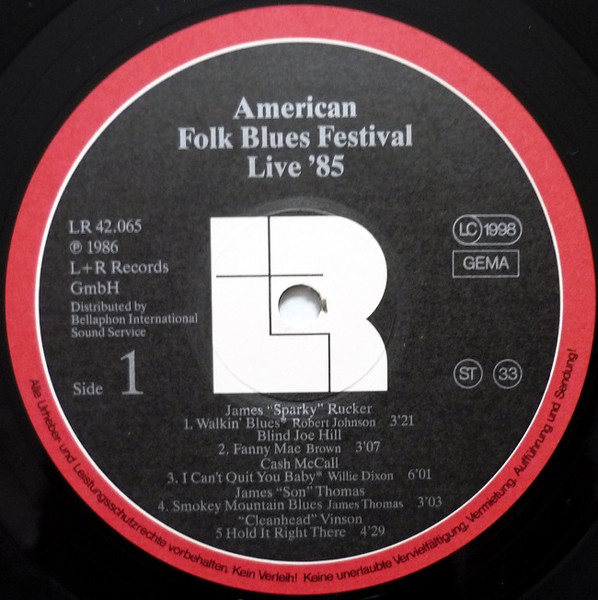 American
Folk Blues Festival
Live '85
LR 42.065
℗ 1986
L+R Records
GmbH
Distributed by
Bellaphon International
Sound Service
Side 1
LR
LC 1998
GEMA
ST 33
James "Sparky" Rucker
1. Walkin' Blues* Robert Johnson 3'21
Blind Joe Hill
2. Fanny Mae Brown 3'07
Cash McCall
3. I Can't Quit You Baby* Willie Dixon 6'01
James "Son" Thomas
4. Smokey Mountain Blues James Thomas 3'03
"Cleanhead" Vinson
5 Hold It Right There 4'29
Alle Urheber und Leistungsschutzrechte vorbehalten. Kein Verleih! Keine unerlaubte Vervielfältigung, Vermietung, Aufführung und Sendung!